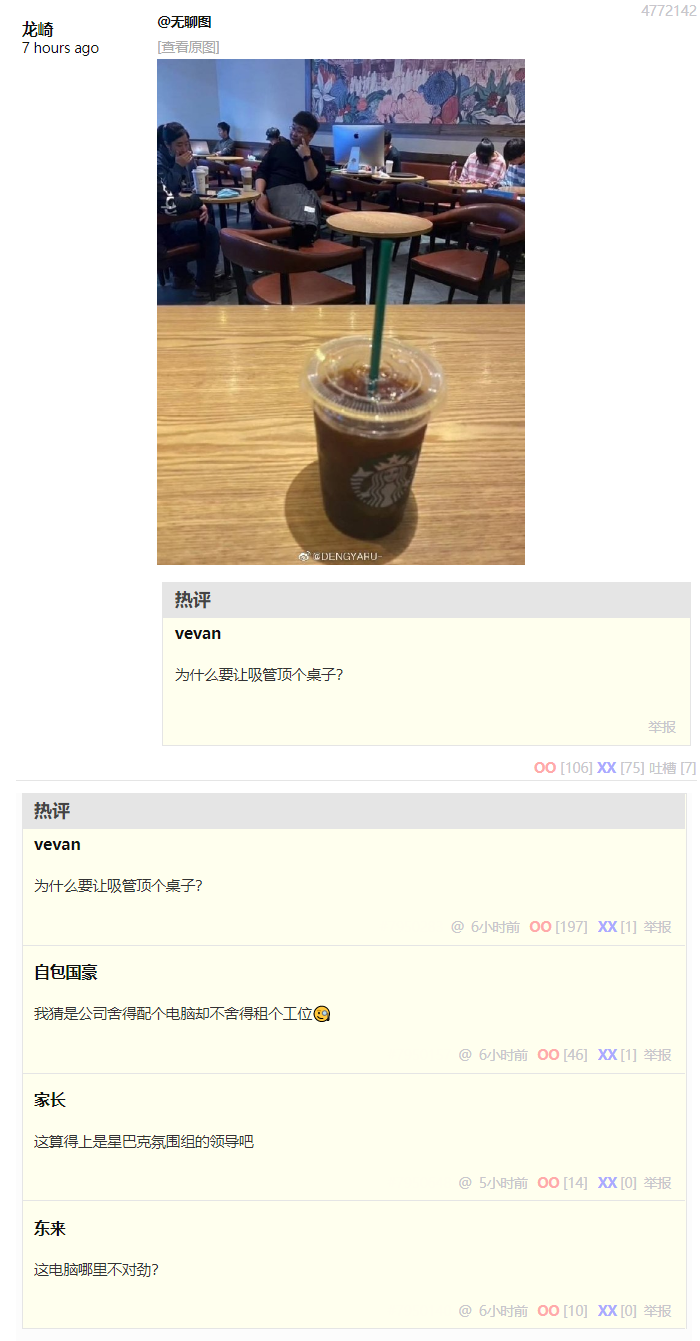 4772142
龙崎
7 hours ago
@无聊图
[查看原图]
@DENGYARU-
热评
vevan
为什么要让吸管顶个桌子?
举报
OO [106] XX [75] 吐槽 [7]
热评
vevan
为什么要让吸管顶个桌子?
@ 6小时前 OO [197] XX [1] 举报
自包国豪
我猜是公司舍得配个电脑却不舍得租个工位🧐
@ 6小时前 OO [46] XX [1] 举报
家长
这算得上是星巴克氛围组的领导吧
@ 5小时前 OO [14] XX [0] 举报
东来
这电脑哪里不对劲?
@ 6小时前 OO [10] XX [0] 举报